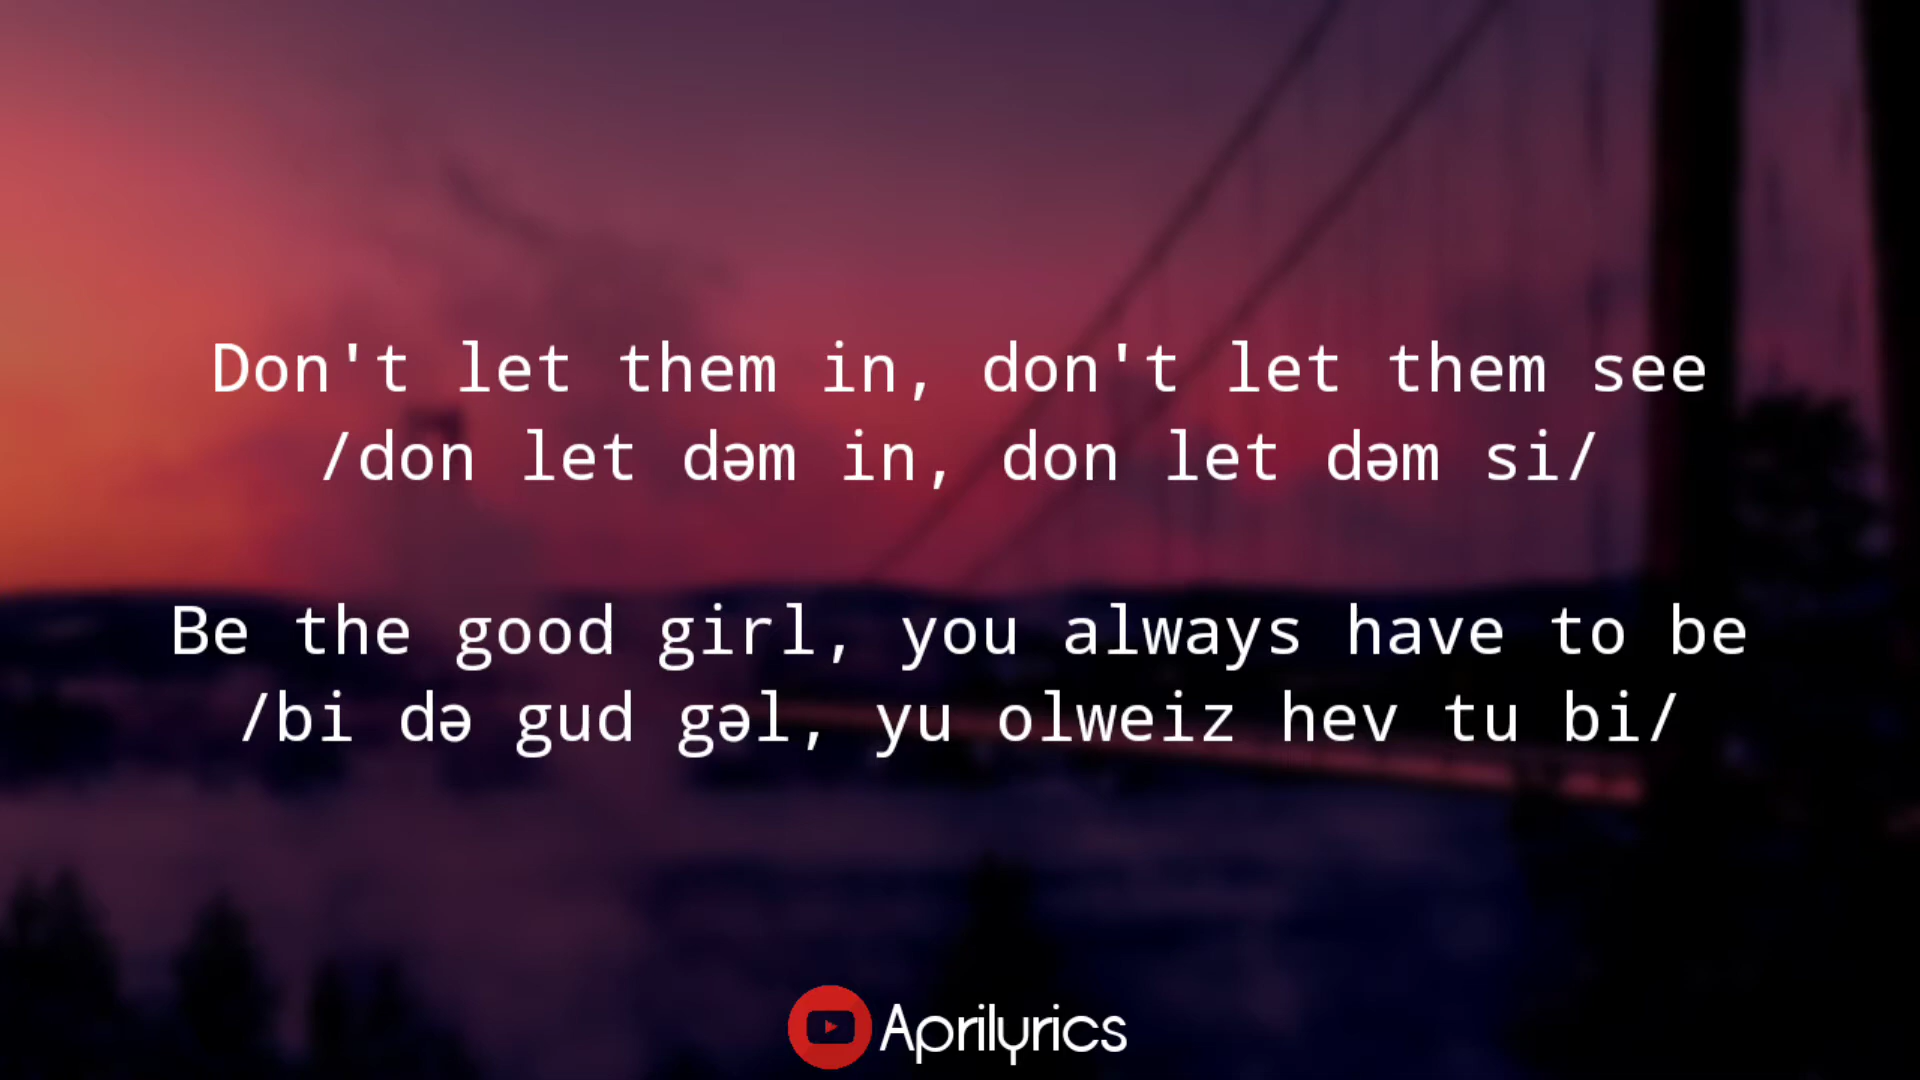 Don't let them in, don't let them see
/don let dəm in, don let dəm si/
Be the good girl, you always have to be
/bi də gud gəl, yu olweiz hev tu bi/
Aprilyrics